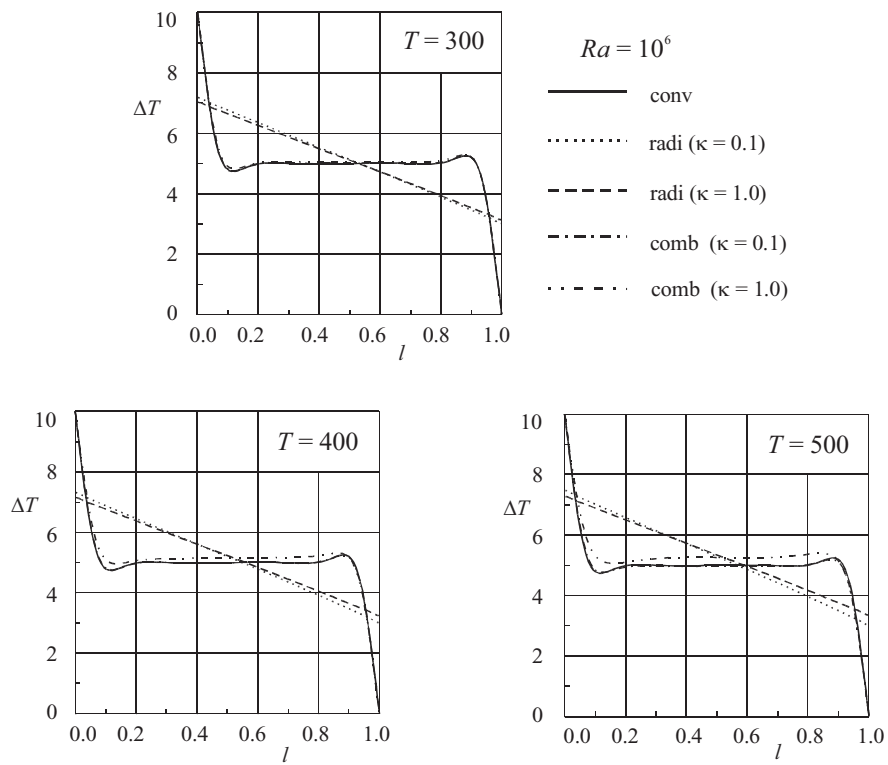 T = 300
10
8
ΔT
6
4
2
0
0.0 0.2 0.4 0.6 0.8 1.0
l
Ra = 10⁶
conv
radi (κ = 0.1)
radi (κ = 1.0)
comb (κ = 0.1)
comb (κ = 1.0)
T = 400
10
8
ΔT
6
4
2
0
0.0 0.2 0.4 0.6 0.8 1.0
l
T = 500
10
8
ΔT
6
4
2
0
0.0 0.2 0.4 0.6 0.8 1.0
l